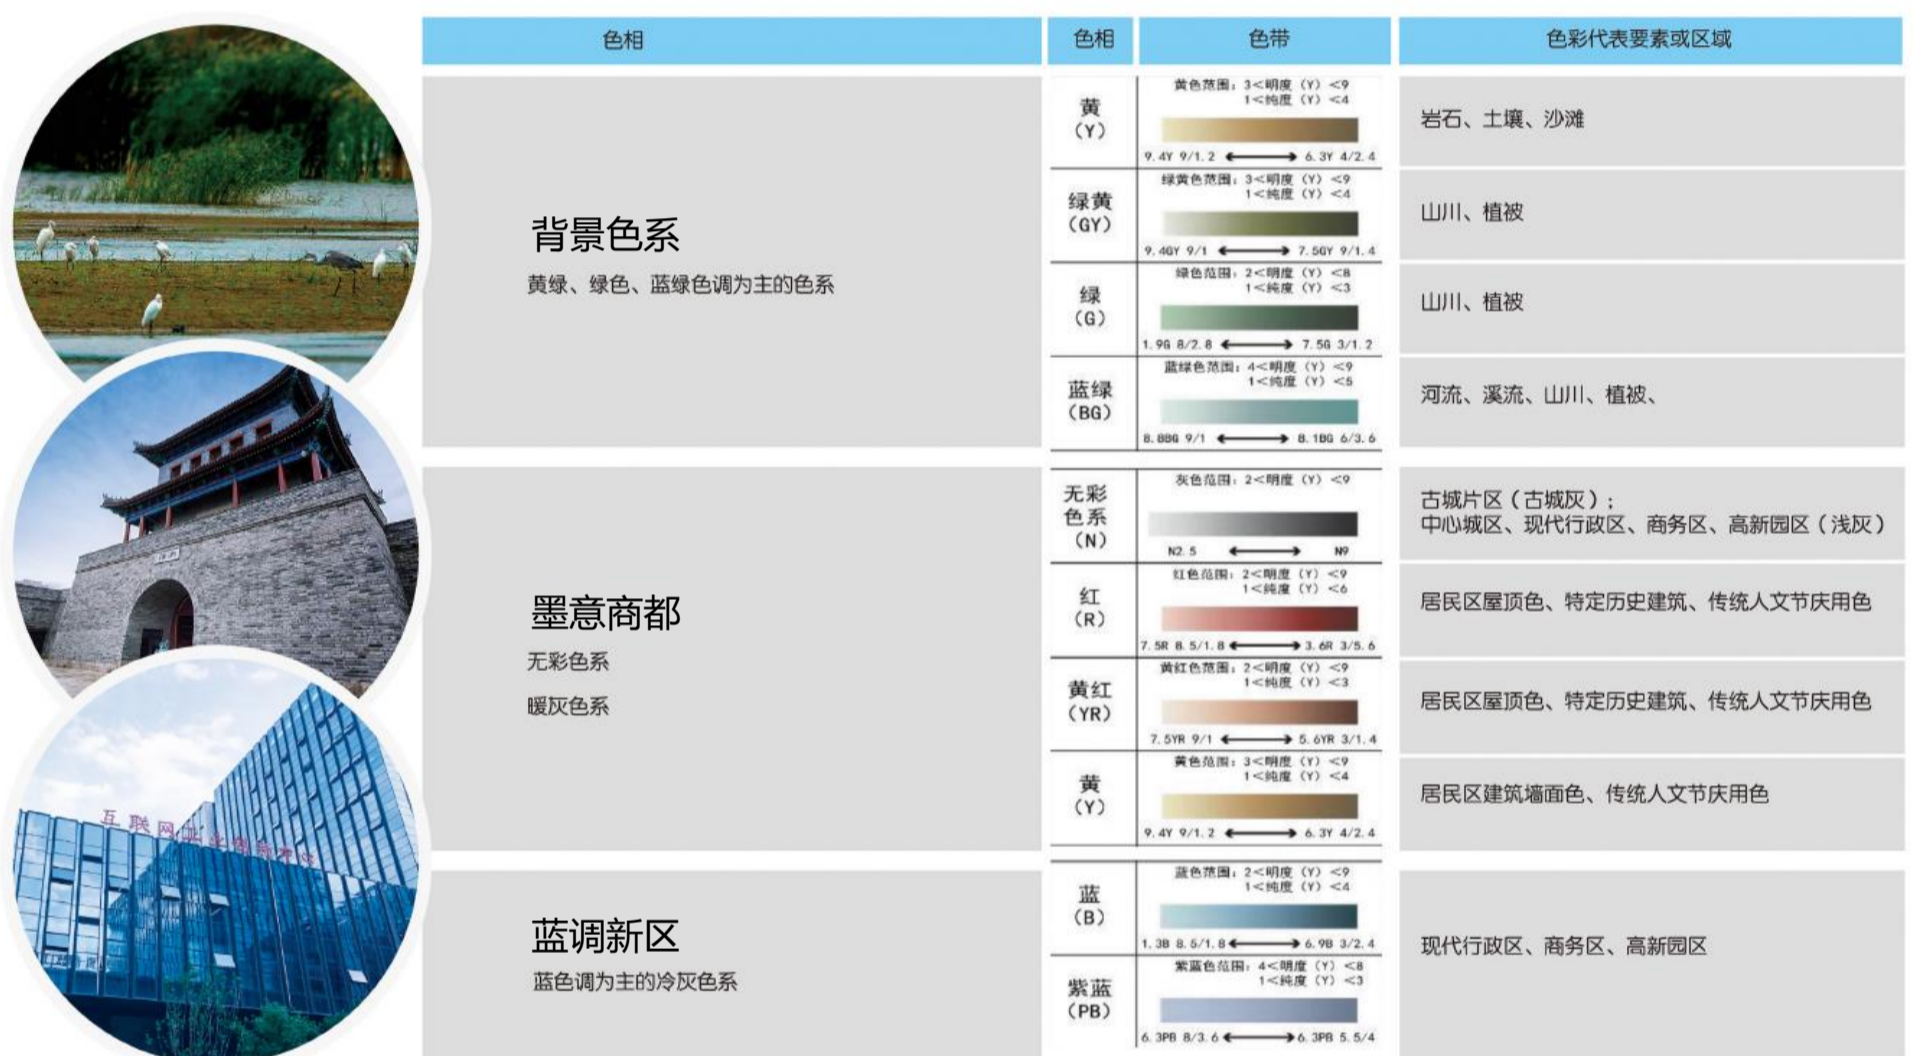 色相
色相
色带
色彩代表要素或区域
背景色系
黄绿、绿色、蓝绿色调为主的色系
黄
(Y)
黄色范围：3<明度（Y）<9
1<纯度（Y）<4
9.4Y 9/1.2
6.3Y 4/2.4
岩石、土壤、沙滩
绿黄
(GY)
绿黄色范围：3<明度（Y）<9
1<纯度（Y）<4
9.4GY 9/1
7.5GY 9/1.4
山川、植被
绿
(G)
绿色范围：2<明度（Y）<8
1<纯度（Y）<3
1.9G 8/2.8
7.5G 3/1.2
山川、植被
蓝绿
(BG)
蓝绿色范围：4<明度（Y）<9
1<纯度（Y）<5
8.8BG 9/1
8.1BG 6/3.6
河流、溪流、山川、植被、
墨意商都
无彩色系
暖灰色系
无彩
色系
(N)
灰色范围：2<明度（Y）<9
N2.5
N9
古城片区（古城灰）；
中心城区、现代行政区、商务区、高新园区（浅灰）
红
(R)
红色范围：2<明度（Y）<9
1<纯度（Y）<6
7.5R 8.5/1.8
3.6R 3/5.6
居民区屋顶色、特定历史建筑、传统人文节庆用色
黄红
(YR)
黄红色范围：2<明度（Y）<9
1<纯度（Y）<3
7.5YR 9/1
5.6YR 3/1.4
居民区屋顶色、特定历史建筑、传统人文节庆用色
黄
(Y)
黄色范围：3<明度（Y）<9
1<纯度（Y）<4
9.4Y 9/1.2
6.3Y 4/2.4
居民区建筑墙面色、传统人文节庆用色
互联网工业创新中心
蓝调新区
蓝色调为主的冷灰色系
蓝
(B)
蓝色范围：2<明度（Y）<9
1<纯度（Y）<4
1.3B 8.5/1.8
6.9B 3/2.4
现代行政区、商务区、高新园区
紫蓝
(PB)
紫蓝色范围：4<明度（Y）<8
1<纯度（Y）<3
6.3PB 8/3.6
6.3PB 5.5/4